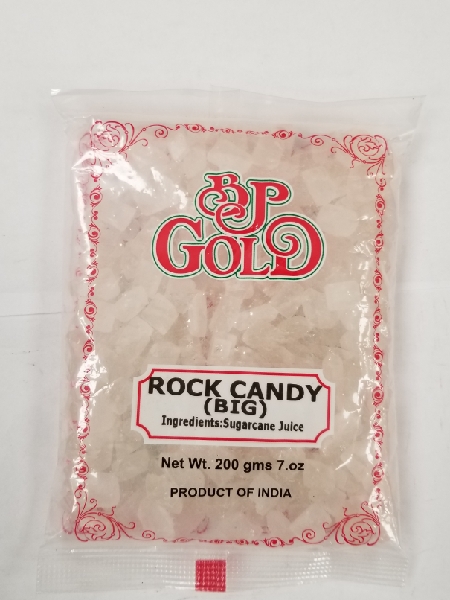 BJP
GOLD
ROCK CANDY
(BIG)
Ingredients:Sugarcane Juice
Net Wt. 200 gms 7.oz
PRODUCT OF INDIA